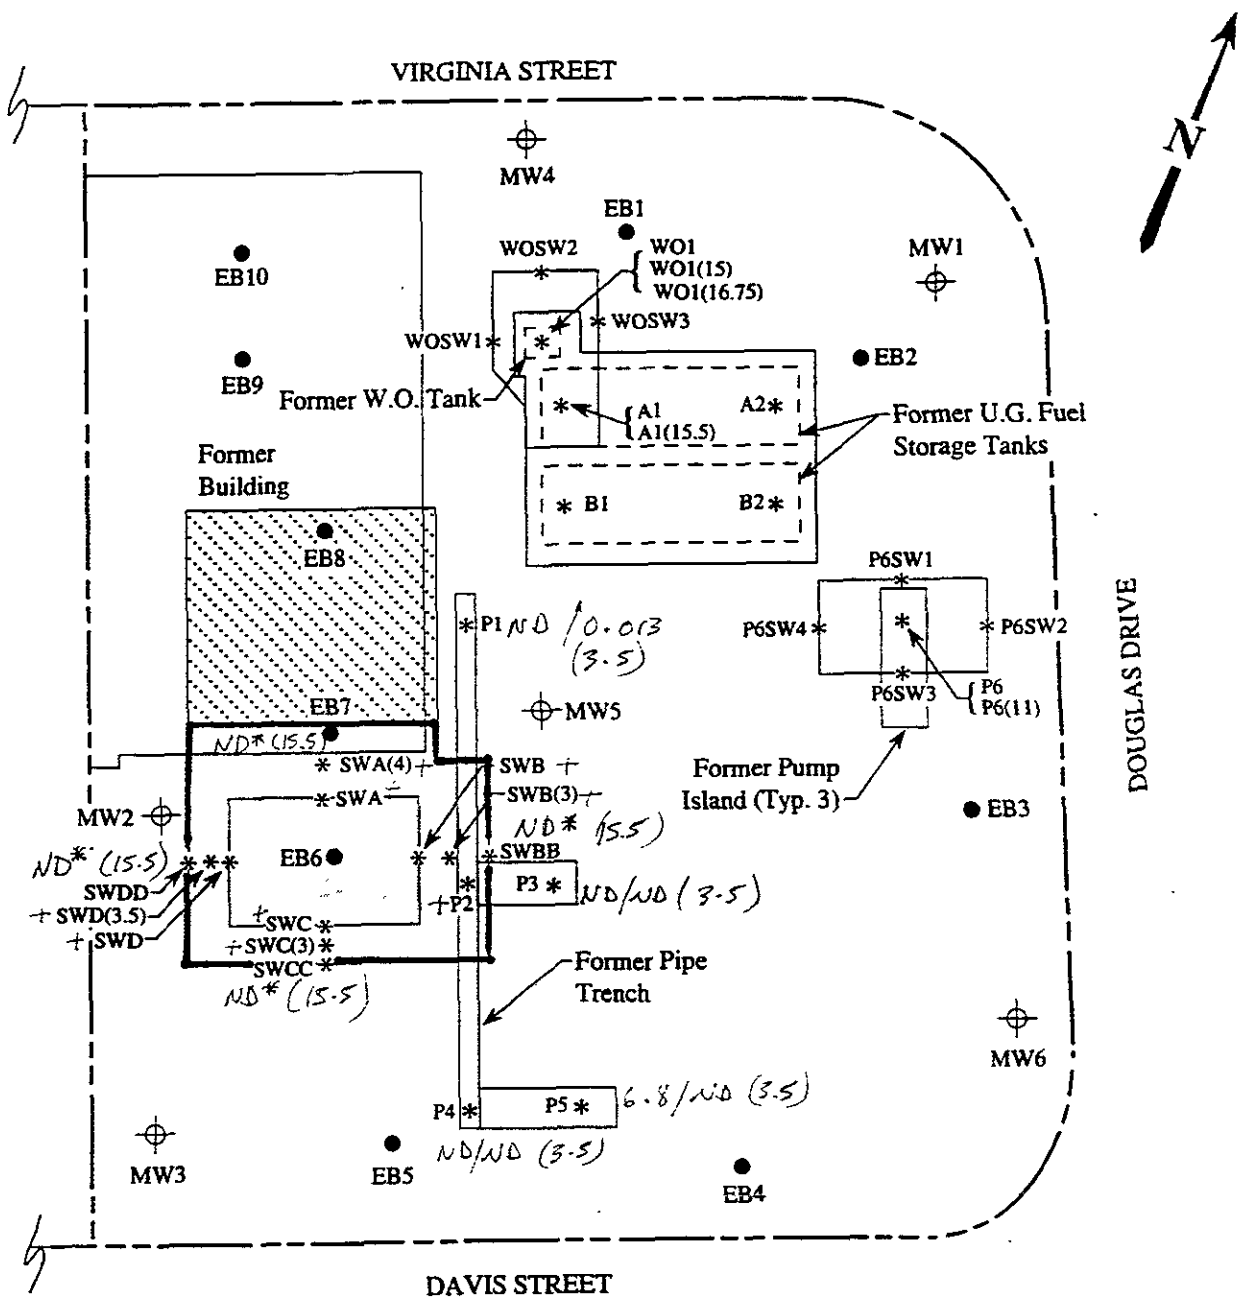 VIRGINIA STREET
N
MW4
EB1
MW1
EB10
WOSW2
WO1
WO1(15)
WO1(16.75)
WOSW1
WOSW3
EB2
EB9
Former W.O. Tank
A1
A1(15.5)
A2
Former U.G. Fuel
Storage Tanks
Former
Building
B1
B2
EB8
P6SW1
P1 ND/0.013
(3.5)
P6SW4
P6SW2
P6SW3
P6
P6(11)
DOUGLAS DRIVE
EB7
ND* (15.5)
MW5
SWA(4) +
SWB +
Former Pump
Island (Typ. 3)
SWA +
SWB(3) +
MW2
ND* (15.5)
EB3
ND* (15.5)
EB6
SWBB
SWDD
+ SWD(3.5)
+ SWD
+P2
P3
ND/ND (3.5)
+
SWC
+ SWC(3)
SWCC
ND* (15.5)
Former Pipe
Trench
MW6
P4
P5
6.8/ND (3.5)
ND/ND (3.5)
MW3
EB5
EB4
DAVIS STREET